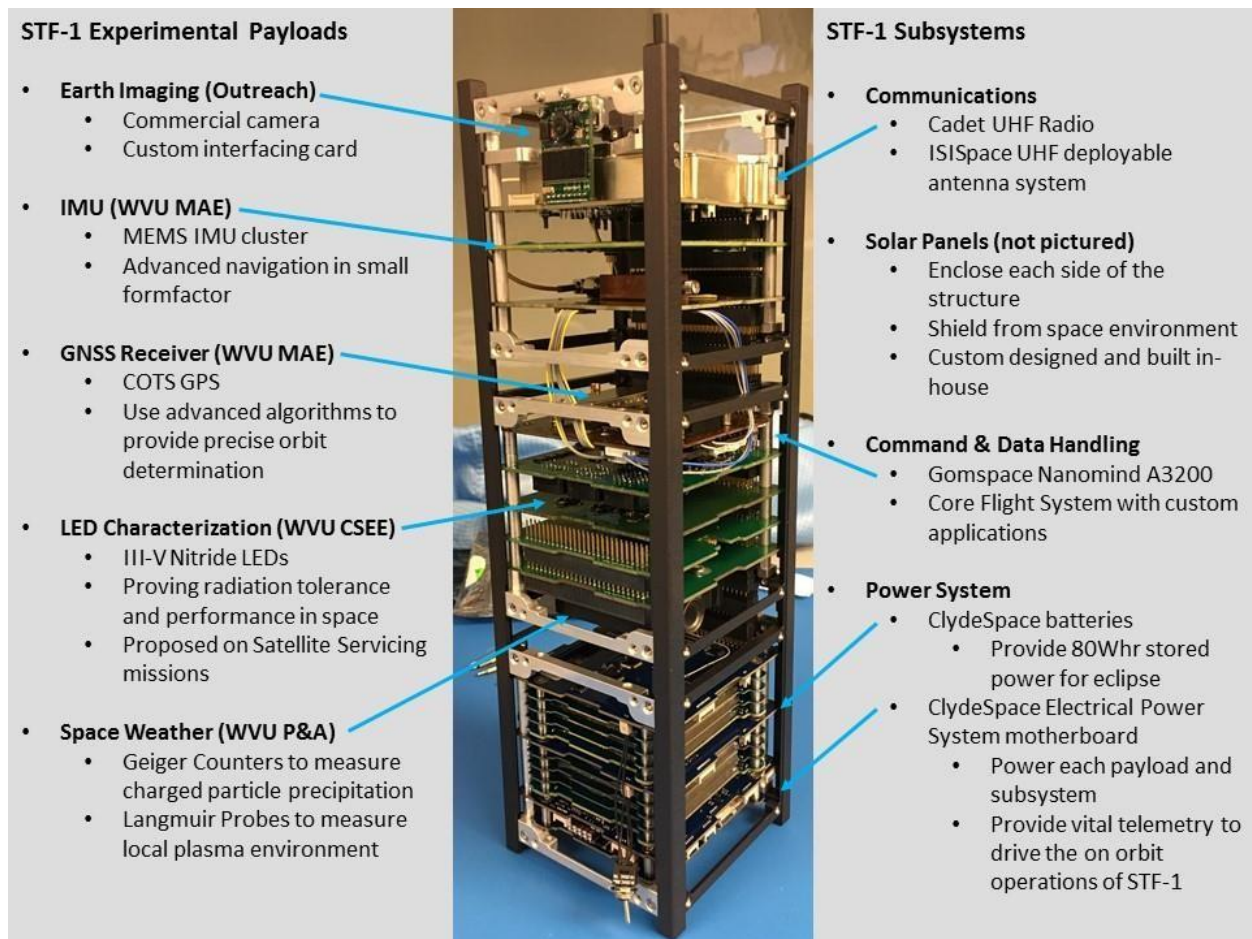 STF-1 Experimental Payloads
• Earth Imaging (Outreach)
• Commercial camera
• Custom interfacing card
• IMU (WVU MAE)
• MEMS IMU cluster
• Advanced navigation in small
formfactor
• GNSS Receiver (WVU MAE)
• COTS GPS
• Use advanced algorithms to
provide precise orbit
determination
• LED Characterization (WVU CSEE)
• III-V Nitride LEDs
• Proving radiation tolerance
and performance in space
• Proposed on Satellite Servicing
missions
• Space Weather (WVU P&A)
• Geiger Counters to measure
charged particle precipitation
• Langmuir Probes to measure
local plasma environment
STF-1 Subsystems
• Communications
• Cadet UHF Radio
• ISISpace UHF deployable
antenna system
• Solar Panels (not pictured)
• Enclose each side of the
structure
• Shield from space environment
• Custom designed and built in-
house
• Command & Data Handling
• Gomspace Nanomind A3200
• Core Flight System with custom
applications
• Power System
• ClydeSpace batteries
• Provide 80Whr stored
power for eclipse
• ClydeSpace Electrical Power
System motherboard
• Power each payload and
subsystem
• Provide vital telemetry to
drive the on orbit
operations of STF-1